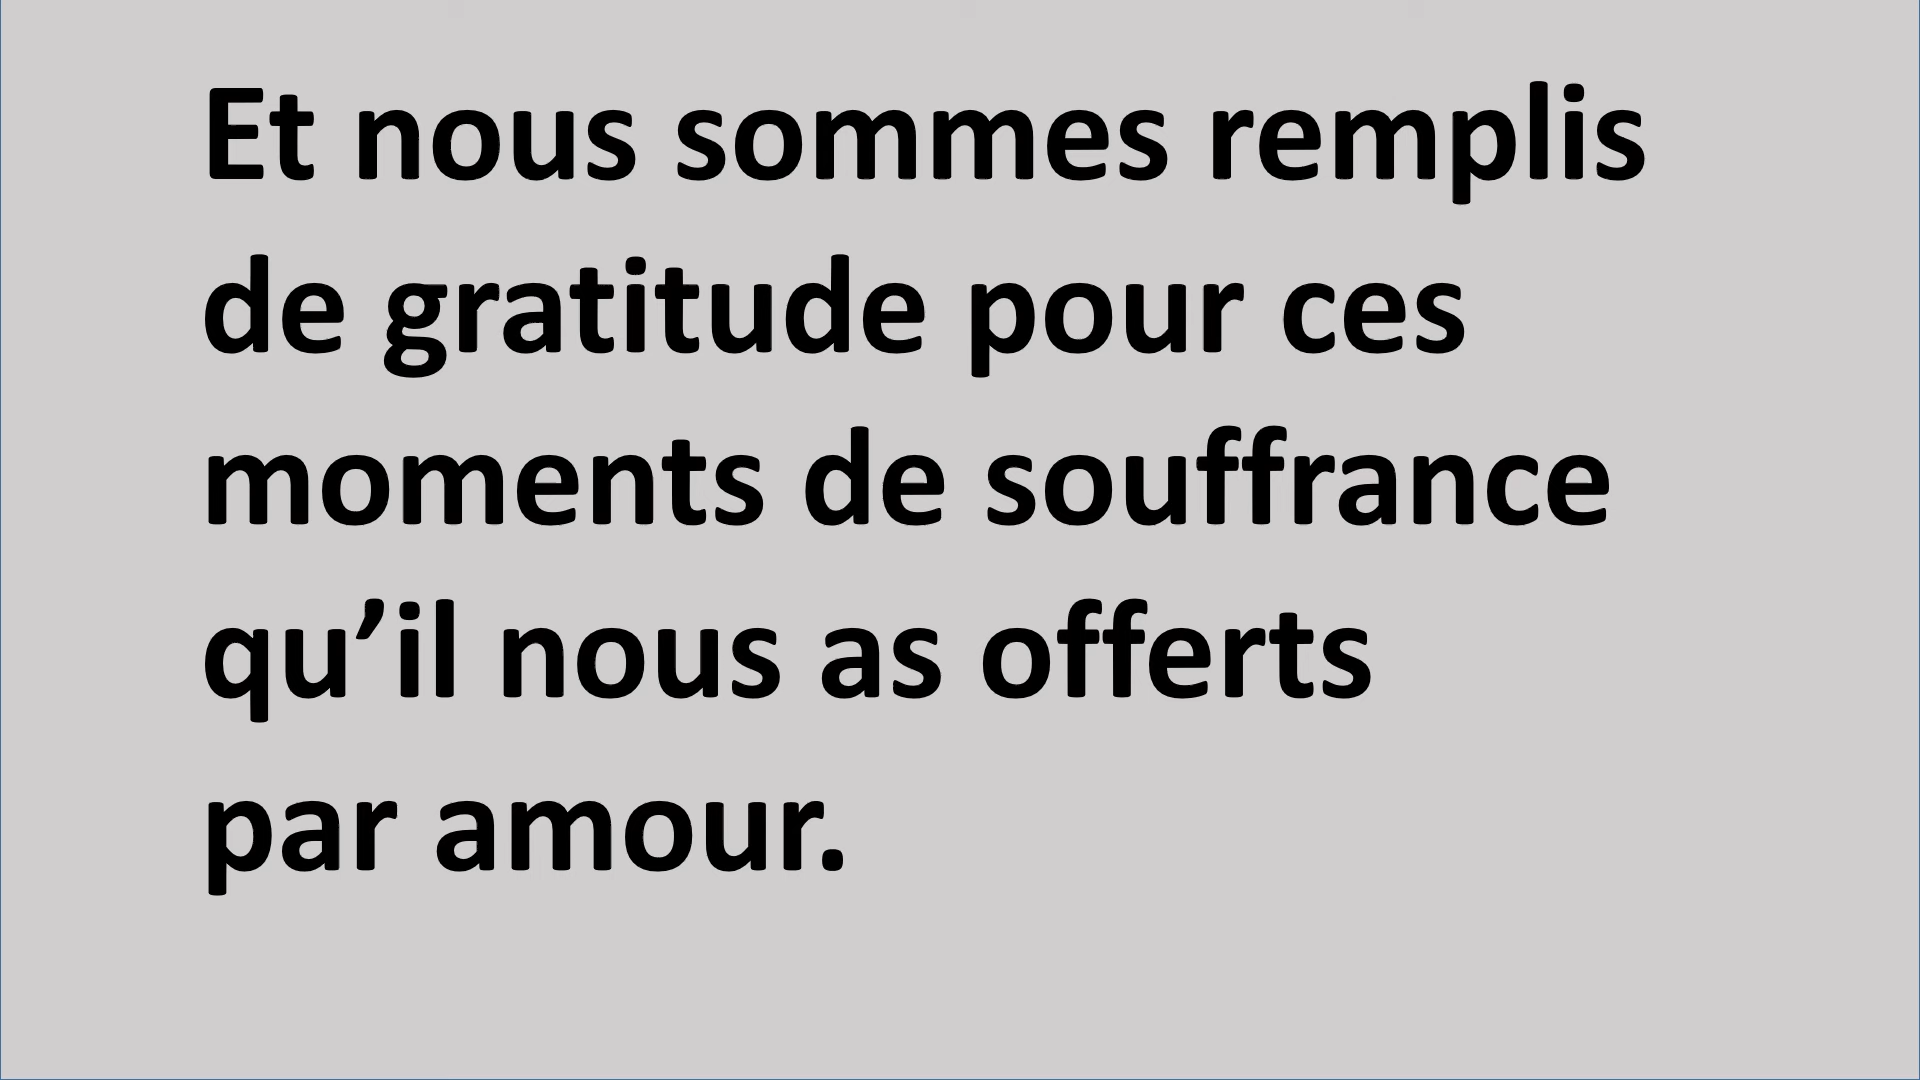 Et nous sommes remplis
de gratitude pour ces
moments de souffrance
qu’il nous as offerts
par amour.